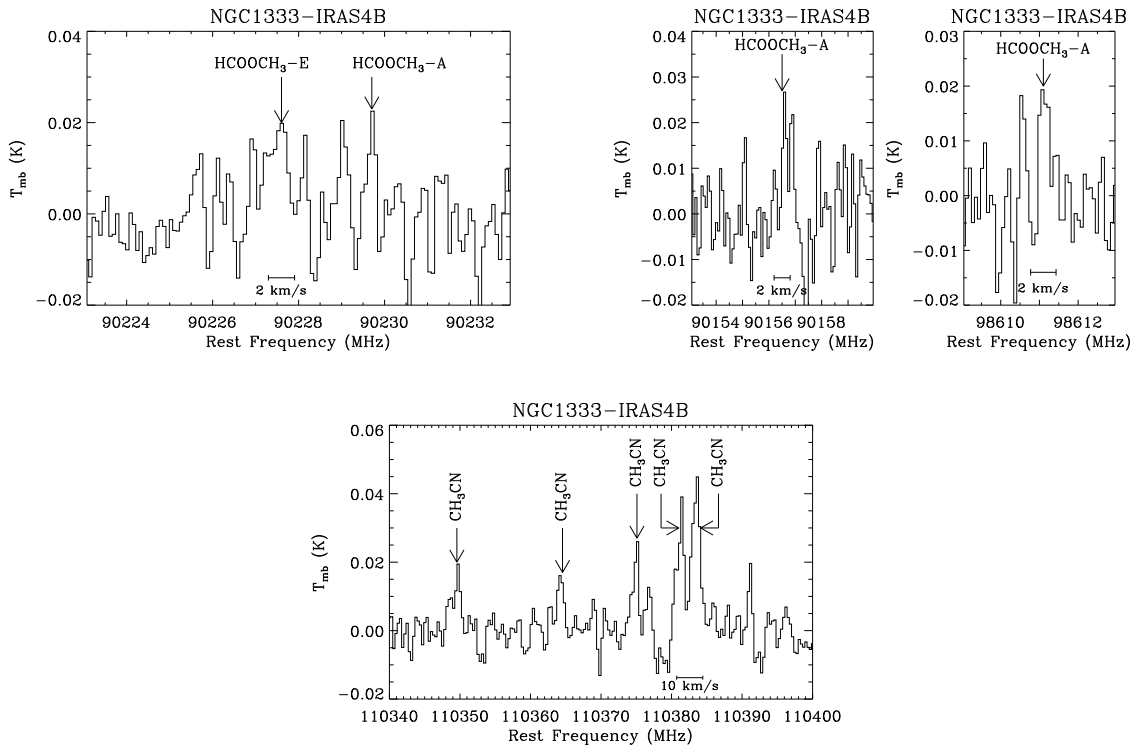 NGC1333−IRAS4B
0.04
0.02
0.00
−0.02
T_mb (K)
HCOOCH₃−E
HCOOCH₃−A
2 km/s
90224
90226
90228
90230
90232
Rest Frequency (MHz)
NGC1333−IRAS4B
0.04
0.03
0.02
0.01
0.00
−0.01
−0.02
T_mb (K)
HCOOCH₃−A
2 km/s
90154
90156
90158
Rest Frequency (MHz)
NGC1333−IRAS4B
0.03
0.02
0.01
0.00
−0.01
−0.02
T_mb (K)
HCOOCH₃−A
2 km/s
98610
98612
Rest Frequency (MHz)
NGC1333−IRAS4B
0.06
0.04
0.02
0.00
−0.02
T_mb (K)
CH₃CN
CH₃CN
CH₃CN
CH₃CN
CH₃CN
10 km/s
110340
110350
110360
110370
110380
110390
110400
Rest Frequency (MHz)